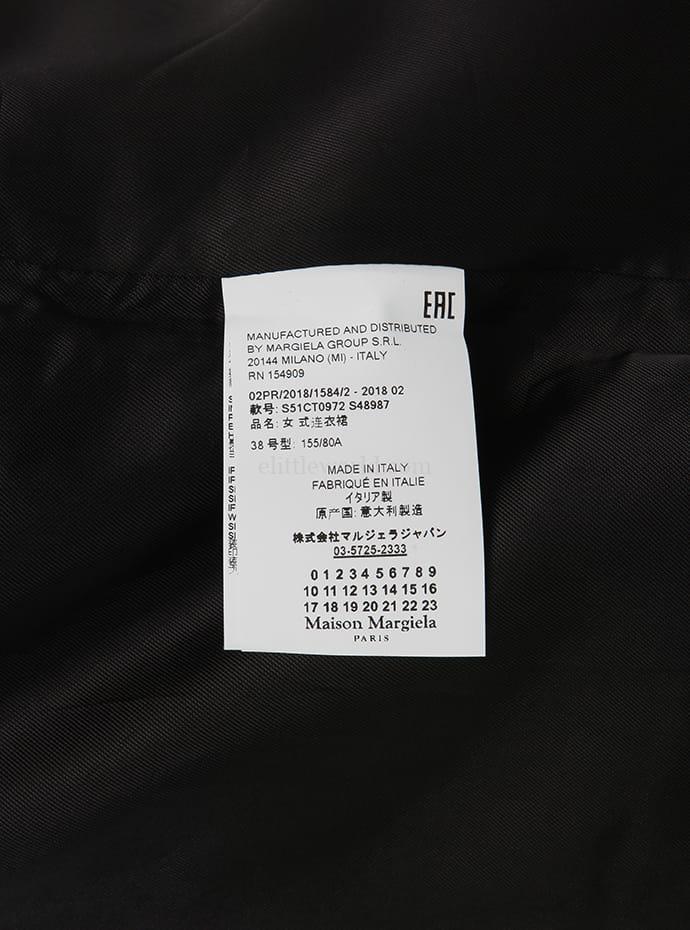 EAC
MANUFACTURED AND DISTRIBUTED
BY MARGIELA GROUP S.R.L.
20144 MILANO (MI) - ITALY
RN 154909
02PR/2018/1584/2 - 2018 02
款号: S51CT0972 S48987
品名: 女 式连衣裙
38 号型: 155/80A
MADE IN ITALY
FABRIQUÉ EN ITALIE
イタリア製
原产国: 意大利製造
株式会社マルジェラジャパン
03-5725-2333
0 1 2 3 4 5 6 7 8 9
10 11 12 13 14 15 16
17 18 19 20 21 22 23
Maison Margiela
PARIS